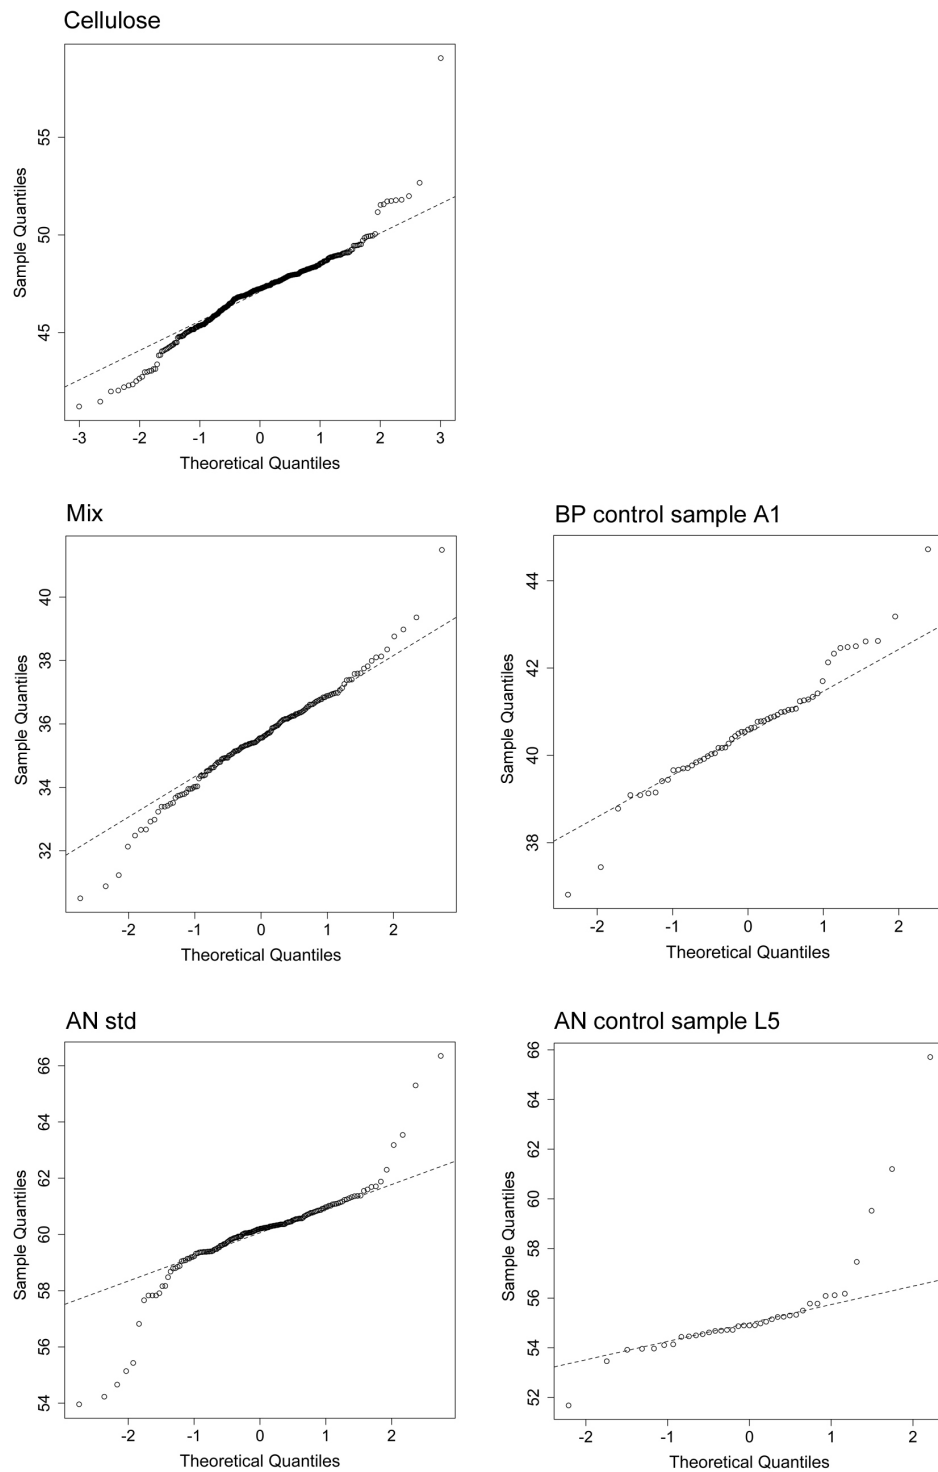 Cellulose
Sample Quantiles
55
50
45
-3 -2 -1 0 1 2 3
Theoretical Quantiles
Mix
Sample Quantiles
40
38
36
34
32
-2 -1 0 1 2
Theoretical Quantiles
BP control sample A1
Sample Quantiles
44
42
40
38
-2 -1 0 1 2
Theoretical Quantiles
AN std
Sample Quantiles
66
64
62
60
58
56
54
-2 -1 0 1 2
Theoretical Quantiles
AN control sample L5
Sample Quantiles
66
64
62
60
58
56
54
52
-2 -1 0 1 2
Theoretical Quantiles